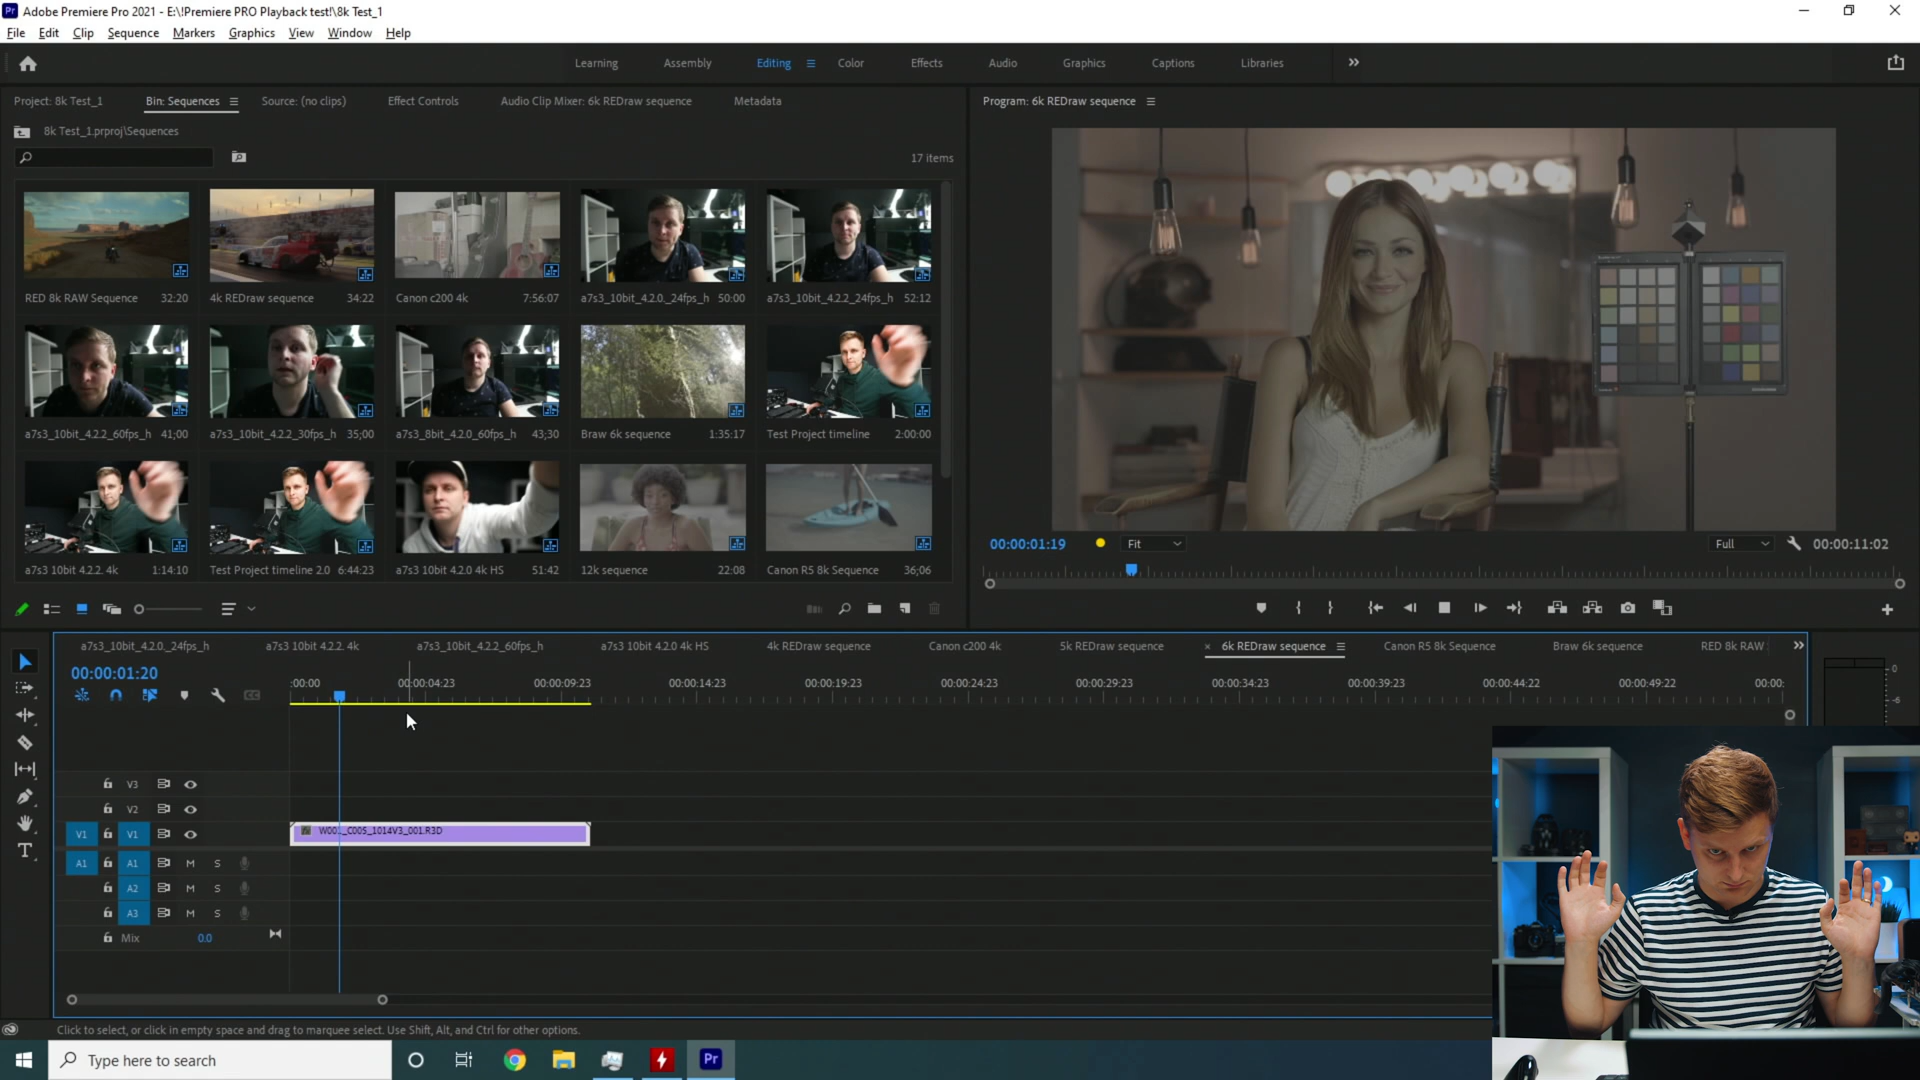 Adobe Premiere Pro 2021 - E:\!Premiere PRO Playback test!\8k Test_1
File Edit Clip Sequence Markers Graphics View Window Help
Learning Assembly Editing Color Effects Audio Graphics Captions Libraries
Project: 8k Test_1 Bin: Sequences Source: (no clips) Effect Controls Audio Clip Mixer: 6k REDraw sequence Metadata
Program: 6k REDraw sequence
8k Test_1.prproj\Sequences
17 items
RED 8k RAW Sequence 32:20
4k REDraw sequence 34:22
Canon c200 4k 7:56:07
a7s3_10bit_4.2.0._24fps_h 50:00
a7s3_10bit_4.2.2_24fps_h 52:12
a7s3_10bit_4.2.2_60fps_h 41;00
a7s3_10bit_4.2.2_30fps_h 35;00
a7s3_8bit_4.2.0_60fps_h 43;30
Braw 6k sequence 1:35:17
Test Project timeline 2:00:00
a7s3 10bit 4.2.2. 4k 1:14:10
Test Project timeline 2.0 6:44:23
a7s3 10bit 4.2.0 4k HS 51:42
12k sequence 22:08
Canon R5 8k Sequence 36;06
00:00:01:19 Fit Full 00:00:11:02
a7s3_10bit_4.2.0._24fps_h a7s3 10bit 4.2.2. 4k a7s3_10bit_4.2.2_60fps_h a7s3 10bit 4.2.0 4k HS 4k REDraw sequence Canon c200 4k 5k REDraw sequence × 6k REDraw sequence Canon R5 8k Sequence Braw 6k sequence RED 8k RAW
00:00:01:20
:00:00 00:00:04:23 00:00:09:23 00:00:14:23 00:00:19:23 00:00:24:23 00:00:29:23 00:00:34:23 00:00:39:23 00:00:44:22 00:00:49:22 00:00:
0
-6
V3
V2
V1 V1
W001_C005_1014V3_001.R3D
A1 A1 M S
A2 M S
A3 M S
Mix 0.0
Click to select, or click in empty space and drag to marquee select. Use Shift, Alt, and Ctrl for other options.
Type here to search
Pr